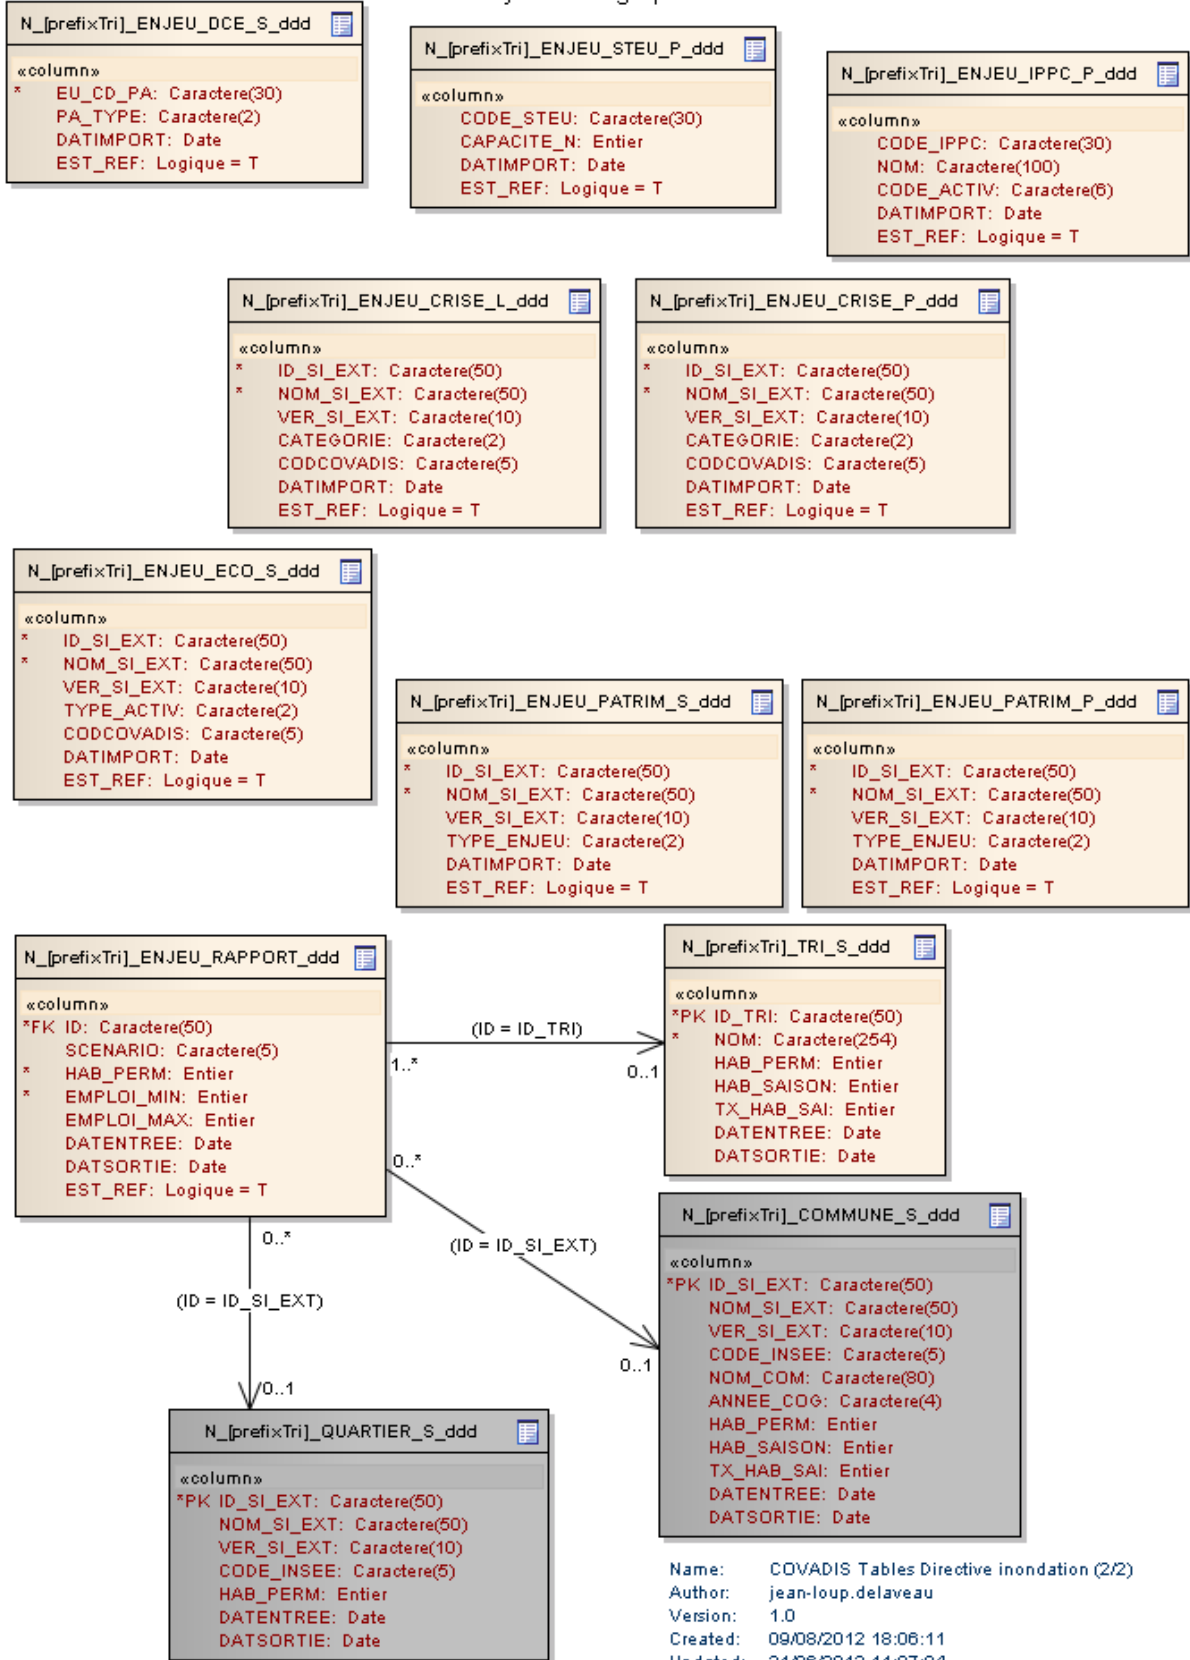 N_[prefixTri]_ENJEU_DCE_S_ddd
«column»
* EU_CD_PA: Caractere(30)
PA_TYPE: Caractere(2)
DATIMPORT: Date
EST_REF: Logique = T
N_[prefixTri]_ENJEU_STEU_P_ddd
«column»
CODE_STEU: Caractere(30)
CAPACITE_N: Entier
DATIMPORT: Date
EST_REF: Logique = T
N_[prefixTri]_ENJEU_IPPC_P_ddd
«column»
CODE_IPPC: Caractere(30)
NOM: Caractere(100)
CODE_ACTIV: Caractere(6)
DATIMPORT: Date
EST_REF: Logique = T
N_[prefixTri]_ENJEU_CRISE_L_ddd
«column»
* ID_SI_EXT: Caractere(50)
* NOM_SI_EXT: Caractere(50)
VER_SI_EXT: Caractere(10)
CATEGORIE: Caractere(2)
CODCOVADIS: Caractere(5)
DATIMPORT: Date
EST_REF: Logique = T
N_[prefixTri]_ENJEU_CRISE_P_ddd
«column»
* ID_SI_EXT: Caractere(50)
* NOM_SI_EXT: Caractere(50)
VER_SI_EXT: Caractere(10)
CATEGORIE: Caractere(2)
CODCOVADIS: Caractere(5)
DATIMPORT: Date
EST_REF: Logique = T
N_[prefixTri]_ENJEU_ECO_S_ddd
«column»
* ID_SI_EXT: Caractere(50)
* NOM_SI_EXT: Caractere(50)
VER_SI_EXT: Caractere(10)
TYPE_ACTIV: Caractere(2)
CODCOVADIS: Caractere(5)
DATIMPORT: Date
EST_REF: Logique = T
N_[prefixTri]_ENJEU_PATRIM_S_ddd
«column»
* ID_SI_EXT: Caractere(50)
* NOM_SI_EXT: Caractere(50)
VER_SI_EXT: Caractere(10)
TYPE_ENJEU: Caractere(2)
DATIMPORT: Date
EST_REF: Logique = T
N_[prefixTri]_ENJEU_PATRIM_P_ddd
«column»
* ID_SI_EXT: Caractere(50)
* NOM_SI_EXT: Caractere(50)
VER_SI_EXT: Caractere(10)
TYPE_ENJEU: Caractere(2)
DATIMPORT: Date
EST_REF: Logique = T
N_[prefixTri]_ENJEU_RAPPORT_ddd
«column»
*FK ID: Caractere(50)
SCENARIO: Caractere(5)
* HAB_PERM: Entier
* EMPLOI_MIN: Entier
EMPLOI_MAX: Entier
DATENTREE: Date
DATSORTIE: Date
EST_REF: Logique = T
(ID = ID_TRI)
1..*
0..1
N_[prefixTri]_TRI_S_ddd
«column»
*PK ID_TRI: Caractere(50)
* NOM: Caractere(254)
HAB_PERM: Entier
HAB_SAISON: Entier
TX_HAB_SAI: Entier
DATENTREE: Date
DATSORTIE: Date
0..*
(ID = ID_SI_EXT)
0..1
0..*
(ID = ID_SI_EXT)
0..1
N_[prefixTri]_COMMUNE_S_ddd
«column»
*PK ID_SI_EXT: Caractere(50)
NOM_SI_EXT: Caractere(50)
VER_SI_EXT: Caractere(10)
CODE_INSEE: Caractere(5)
NOM_COM: Caractere(80)
ANNEE_COG: Caractere(4)
HAB_PERM: Entier
HAB_SAISON: Entier
TX_HAB_SAI: Entier
DATENTREE: Date
DATSORTIE: Date
N_[prefixTri]_QUARTIER_S_ddd
«column»
*PK ID_SI_EXT: Caractere(50)
NOM_SI_EXT: Caractere(50)
VER_SI_EXT: Caractere(10)
CODE_INSEE: Caractere(5)
HAB_PERM: Entier
DATENTREE: Date
DATSORTIE: Date
Name: COVADIS Tables Directive inondation (2/2)
Author: jean-loup.delaveau
Version: 1.0
Created: 09/08/2012 18:06:11